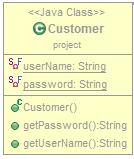 <<Java Class>>
Customer
project
userName: String
password: String
Customer()
getPassword():String
getUserName():String